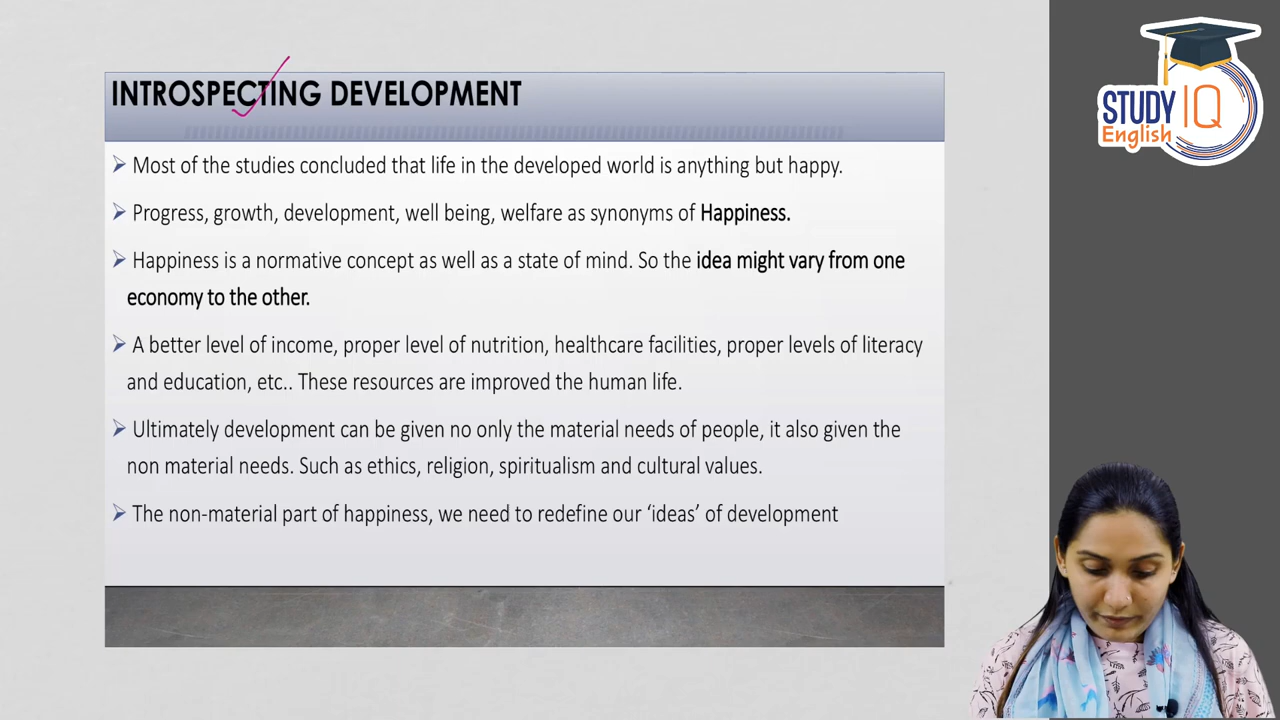 INTROSPECTING DEVELOPMENT
Most of the studies concluded that life in the developed world is anything but happy.
Progress, growth, development, well being, welfare as synonyms of Happiness.
Happiness is a normative concept as well as a state of mind. So the idea might vary from one
economy to the other.
A better level of income, proper level of nutrition, healthcare facilities, proper levels of literacy
and education, etc.. These resources are improved the human life.
Ultimately development can be given no only the material needs of people, it also given the
non material needs. Such as ethics, religion, spiritualism and cultural values.
The non-material part of happiness, we need to redefine our ‘ideas’ of development
STUDY IQ
English